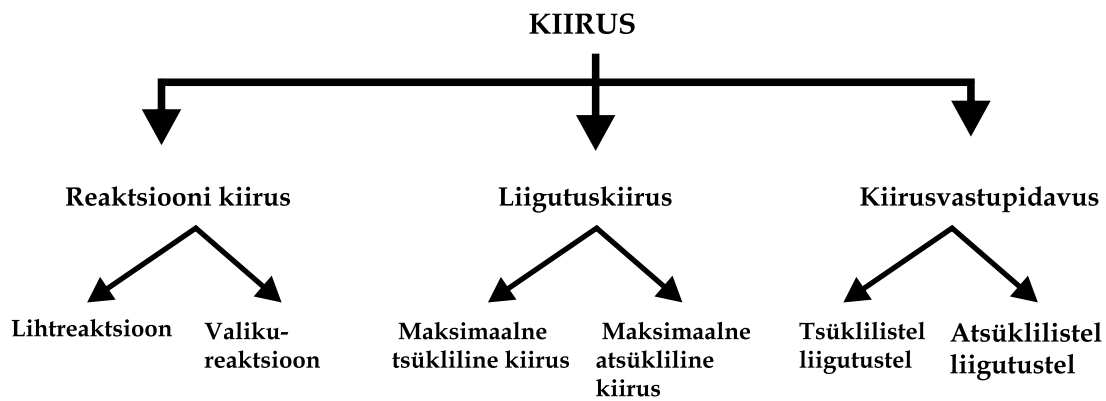 KIIRUS
Reaktsiooni kiirus
Liigutuskiirus
Kiirusvastupidavus
Lihtreaktsioon
Valiku-
reaktsioon
Maksimaalne
tsükliline kiirus
Maksimaalne
atsükliline
kiirus
Tsüklilistel
liigutustel
Atsüklilistel
liigutustel